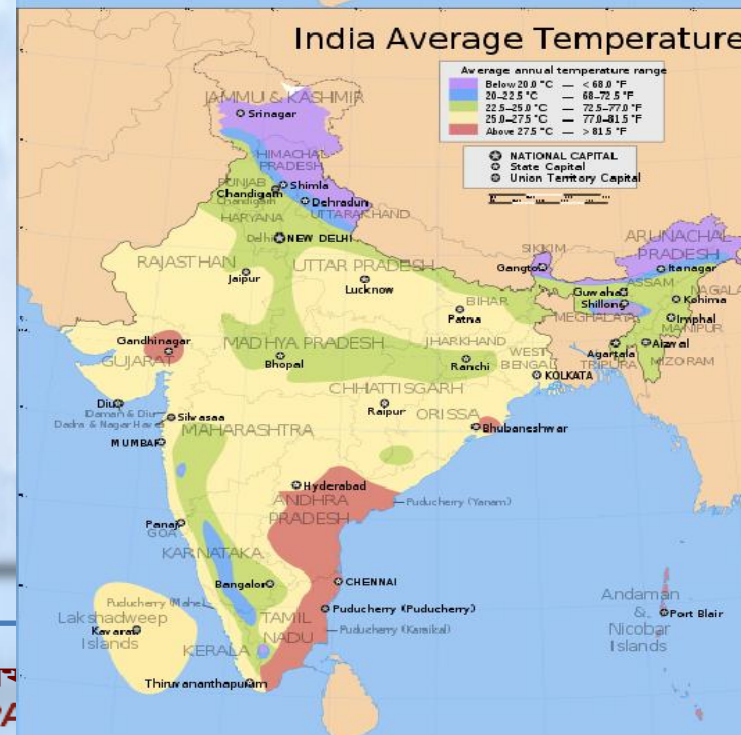 India Average Temperature
Average annual temperature range
Below 20.0 °C — < 68.0 °F
20–22.5 °C — 68–72.5 °F
22.5–25.0 °C — 72.5–77.0 °F
25.0–27.5 °C — 77.0–81.5 °F
Above 27.5 °C — > 81.5 °F
NATIONAL CAPITAL
State Capital
Union Territory Capital
JAMMU & KASHMIR
Srinagar
HIMACHAL
PRADESH
PUNJAB
Shimla
Chandigarh
Chandigarh
Dehradun
UTTARAKHAND
HARYANA
Delhi
NEW DELHI
RAJASTHAN
Jaipur
UTTAR PRADESH
Lucknow
SIKKIM
Gangtok
ARUNACHAL
PRADESH
Itanagar
ASSAM
Guwahati
NAGALA
Shillong
Kohima
MEGHALAYA
Imphal
MANIPUR
BIHAR
Patna
Gandhinagar
GUJARAT
MADHYA PRADESH
Bhopal
JHARKHAND
Ranchi
WEST
BENGAL
KOLKATA
Agartala
TRIPURA
Aizwal
MIZORAM
CHHATTISGARH
Raipur
ORISSA
Bhubaneshwar
Diu
(Daman & Diu)
Dadra & Nagar Haveli
Silvasaa
MAHARASHTRA
MUMBAI
Hyderabad
ANDHRA
PRADESH
Puducherry (Yanam)
Panaji
GOA
KARNATAKA
Bangalor
CHENNAI
Puducherry (Mahe)
Puducherry (Puducherry)
Lakshadweep
Islands
Kavarati
TAMIL
NADU
Puducherry (Karaikal)
KERALA
Thiruvananthapuram
Andaman
&
Nicobar
Islands
Port Blair